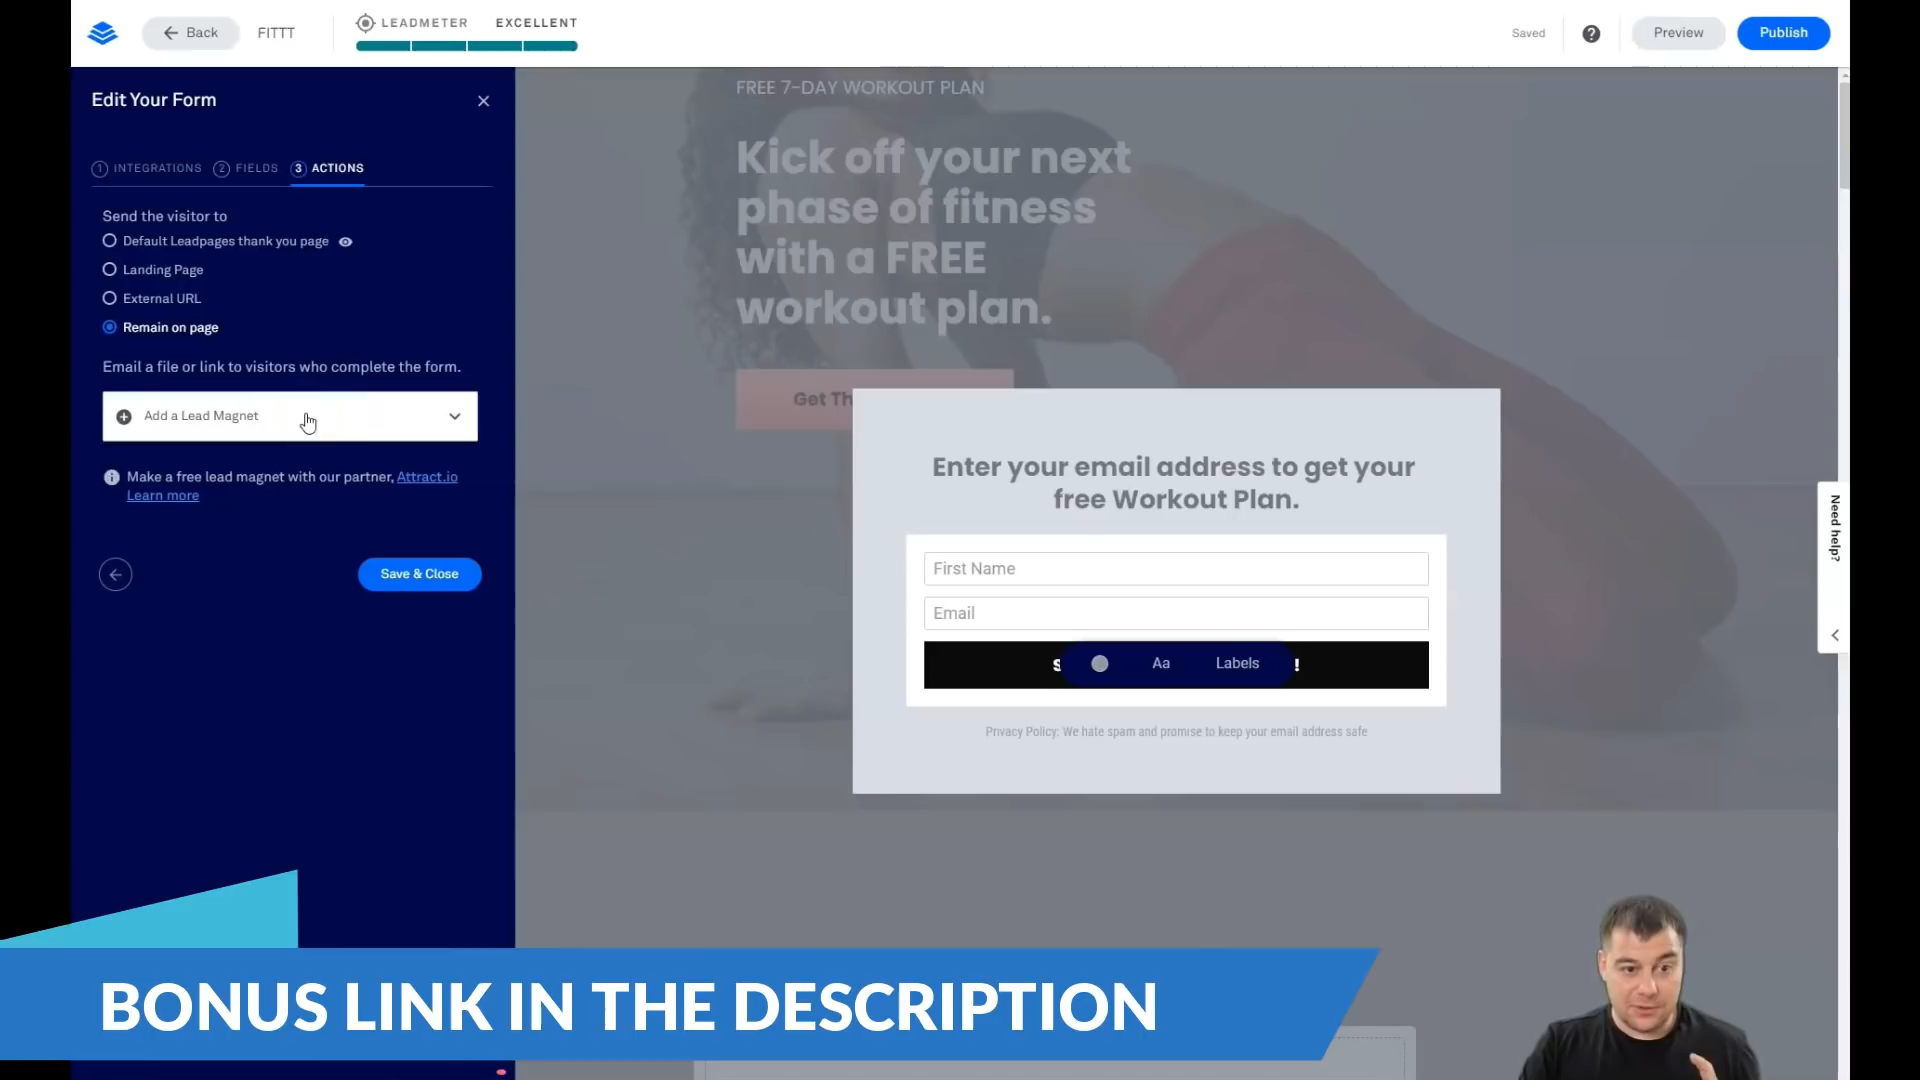 Back
FITTT
LEADMETER EXCELLENT
Saved
?
Preview
Publish
Edit Your Form
1 INTEGRATIONS 2 FIELDS 3 ACTIONS
Send the visitor to
Default Leadpages thank you page
Landing Page
External URL
Remain on page
Email a file or link to visitors who complete the form.
Add a Lead Magnet
Make a free lead magnet with our partner, Attract.io
Learn more
Save & Close
FREE 7-DAY WORKOUT PLAN
Kick off your next
phase of fitness
with a FREE
workout plan.
Get Th
Enter your email address to get your
free Workout Plan.
First Name
Email
S Aa Labels !
Privacy Policy: We hate spam and promise to keep your email address safe
Need help?
BONUS LINK IN THE DESCRIPTION